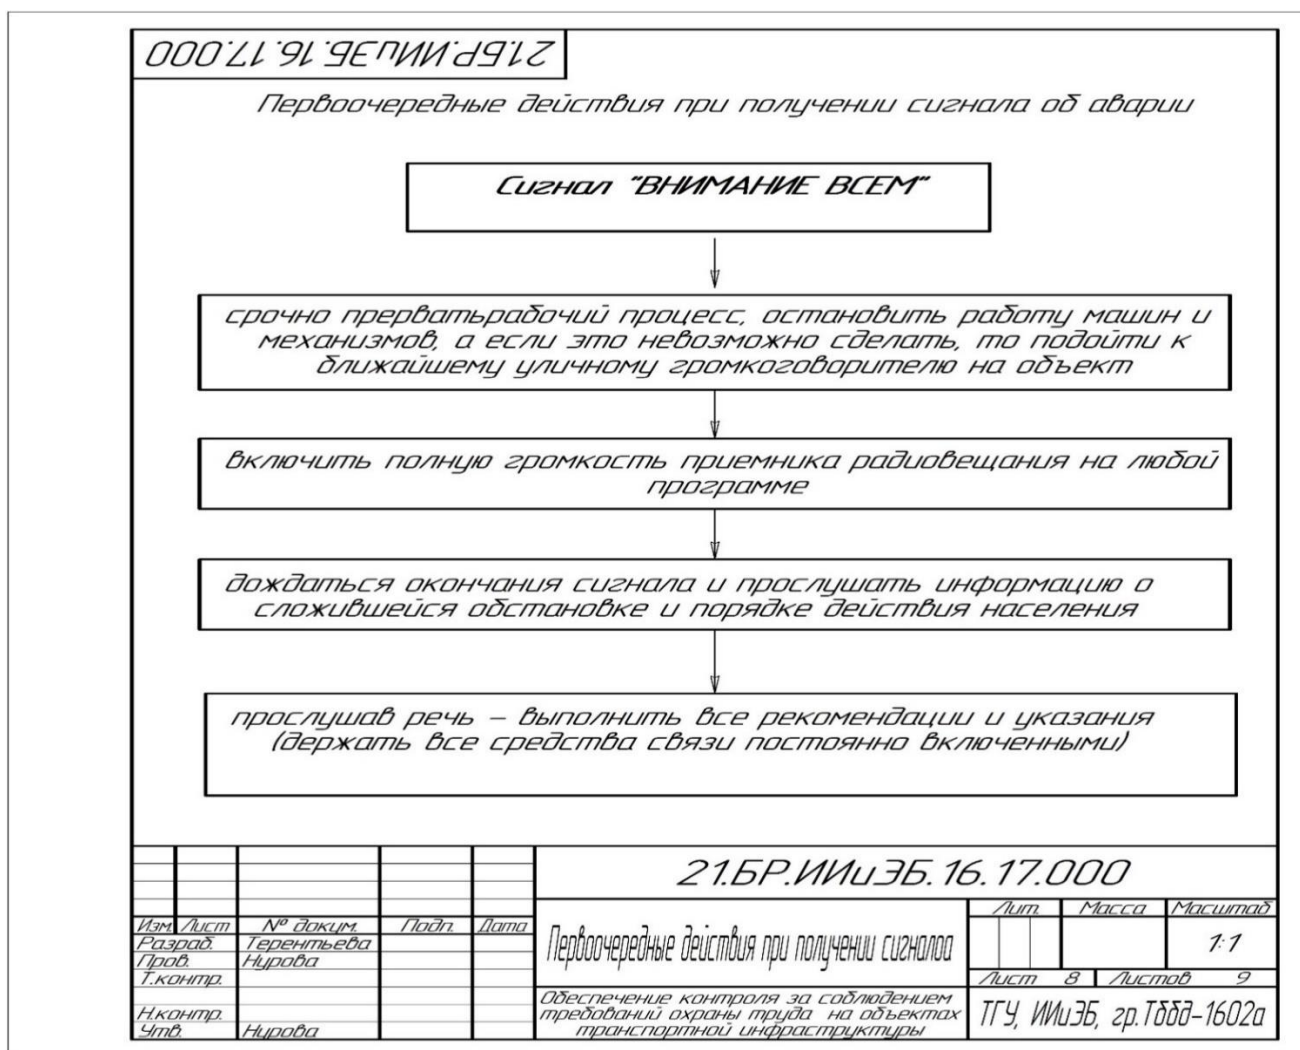 21.БР.ИИиЭБ.16.17.000
Первоочередные действия при получении сигнала об аварии
Сигнал "ВНИМАНИЕ ВСЕМ"
срочно прерватьрабочий процесс, остановить работу машин и
механизмов, а если это невозможно сделать, то подойти к
ближайшему уличному громкоговорителю на объект
включить полную громкость приемника радиовещания на любой
программе
дождаться окончания сигнала и прослушать информацию о
сложившейся обстановке и порядке действия населения
прослушав речь – выполнить все рекомендации и указания
(держать все средства связи постоянно включенными)
21.БР.ИИиЭБ.16.17.000
Изм. Лист № докум. Подп. Дата
Разраб. Терентьева
Пров. Нурова
Т.контр.
Н.контр.
Утв. Нурова
Первоочередные действия при получении сигналоа
Лит. Масса Масштаб
1:1
Лист 8 Листов 9
Обеспечение контроля за соблюдением
требований охраны труда на объектах
транспортной инфраструктуры
ТГУ, ИИиЭБ, гр.Тббд-1602а